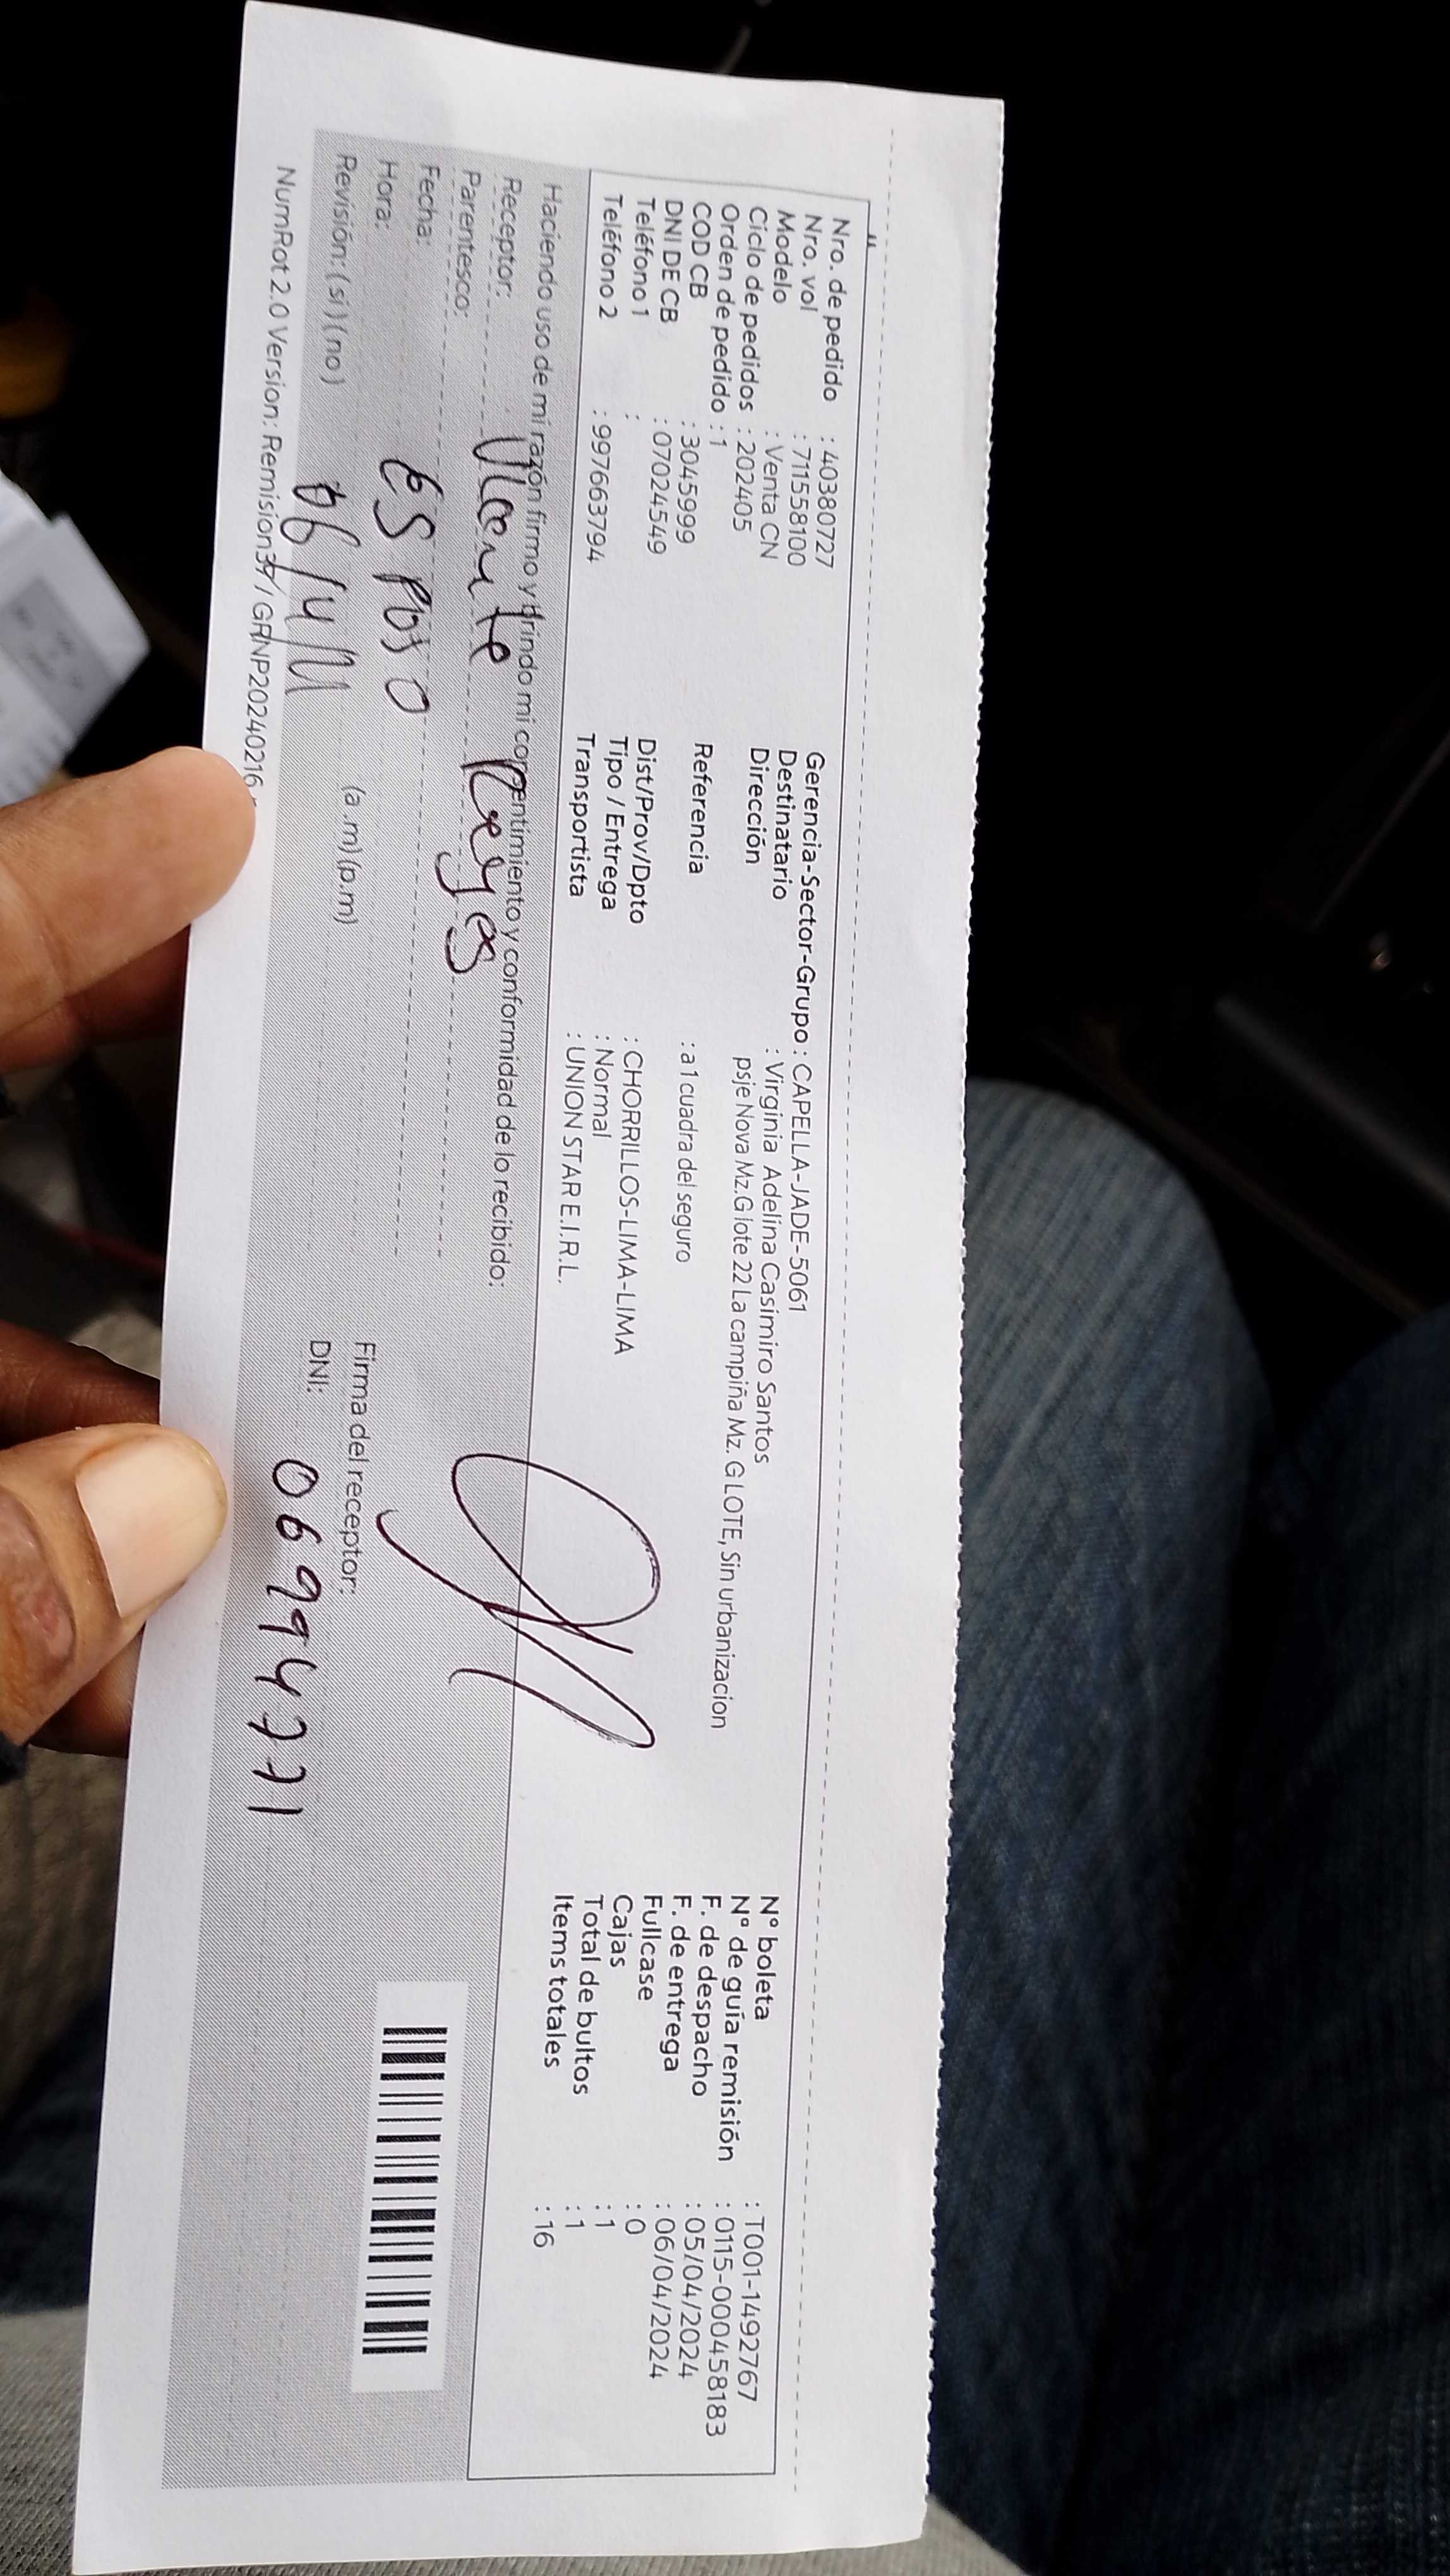 Nro. de pedido : 40380727
Nro. vol : 711558100
Modelo : Venta CN
Ciclo de pedidos : 202405
Orden de pedido : 1
COD CB : 3045999
DNI DE CB : 07024549
Teléfono 1 :
Teléfono 2 : 997663794
Gerencia-Sector-Grupo : CAPELLA-JADE-5061
Destinatario : Virginia Adelina Casimiro Santos
Dirección psje Nova Mz.G lote 22 La campiña Mz. G LOTE, Sin urbanizacion
Referencia : a 1 cuadra del seguro
Dist/Prov/Dpto : CHORRILLOS-LIMA-LIMA
Tipo / Entrega : Normal
Transportista : UNION STAR E.I.R.L.
N° boleta : T001-1492767
N° de guía remisión : 0115-000458183
F. de despacho : 05/04/2024
F. de entrega : 06/04/2024
Fullcase : 0
Cajas : 1
Total de bultos : 1
Items totales : 16
Haciendo uso de mi razón firmo y brindo mi consentimiento y conformidad de lo recibido:
Receptor: Vicente Reyes
Parentesco:
Fecha: esposo
Hora:
Revisión: (si) (no) (a.m) (p.m)
Firma del receptor:
DNI: 06994771
NumRot 2.0 Version: Remision39 / GRNP20240216